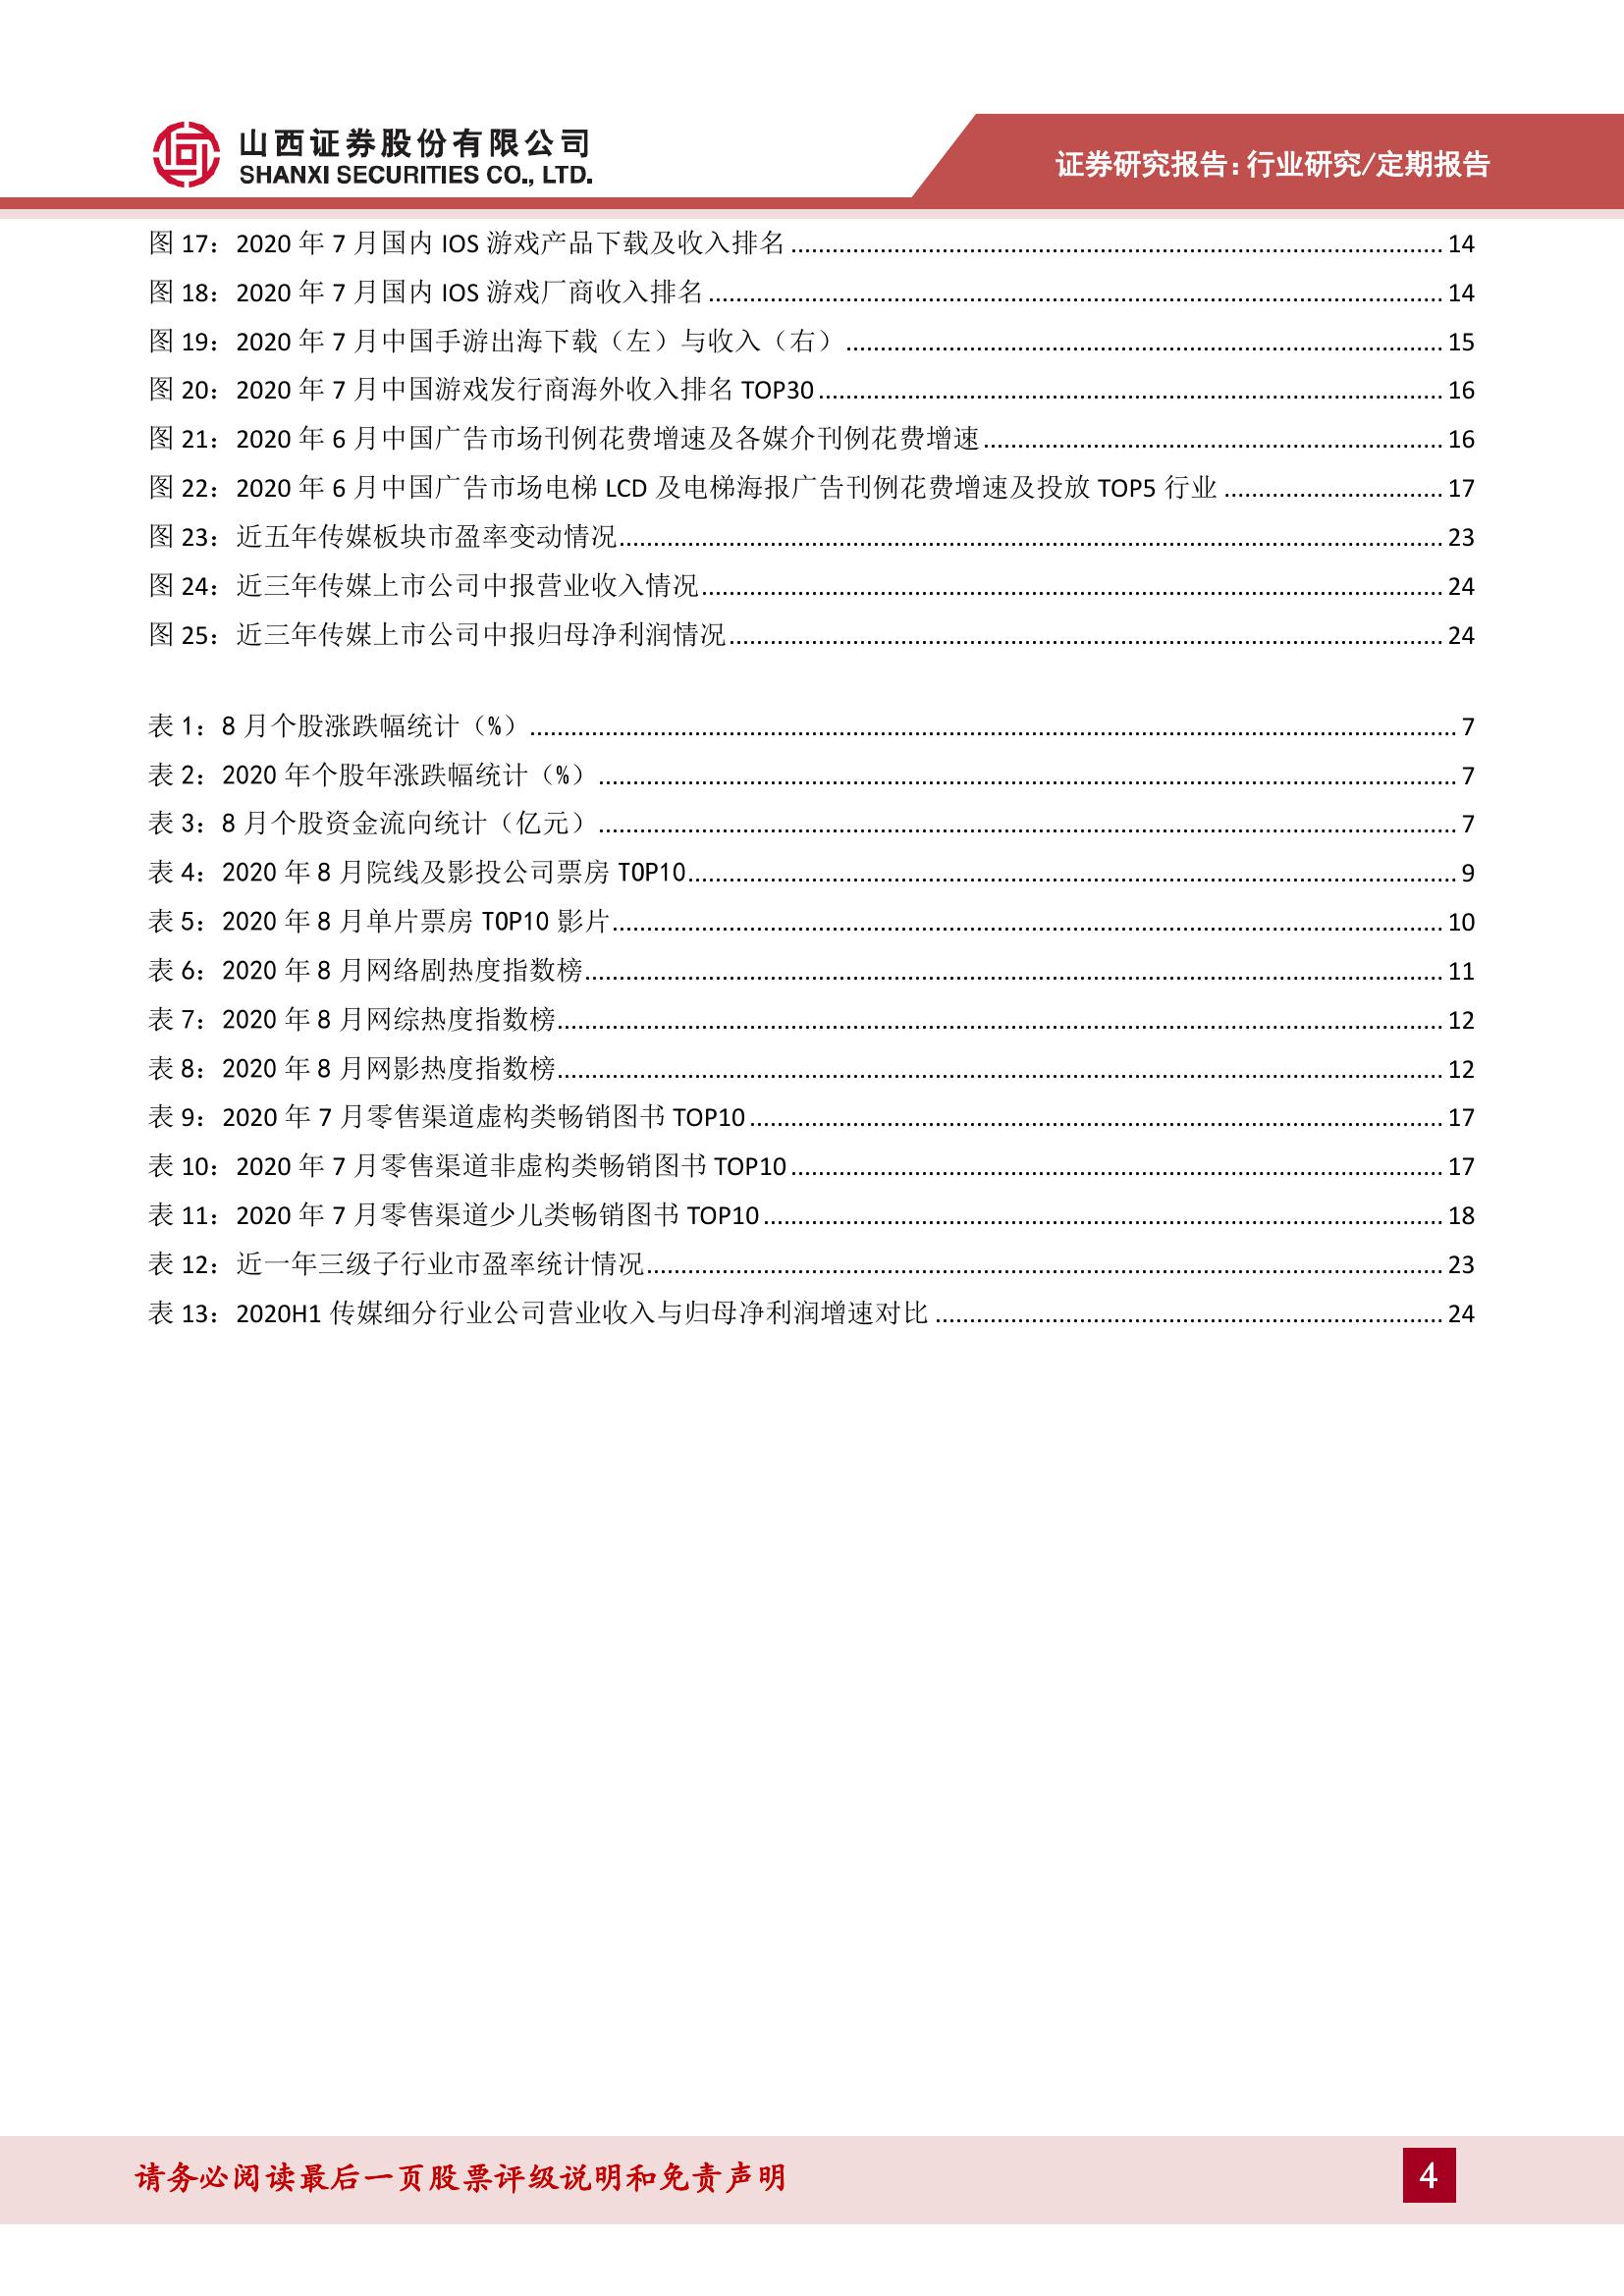 山西证券股份有限公司
SHANXI SECURITIES CO., LTD.
证券研究报告:行业研究/定期报告
图 17：2020 年 7 月国内 IOS 游戏产品下载及收入排名 14
图 18：2020 年 7 月国内 IOS 游戏厂商收入排名 14
图 19：2020 年 7 月中国手游出海下载（左）与收入（右） 15
图 20：2020 年 7 月中国游戏发行商海外收入排名 TOP30 16
图 21：2020 年 6 月中国广告市场刊例花费增速及各媒介刊例花费增速 16
图 22：2020 年 6 月中国广告市场电梯 LCD 及电梯海报广告刊例花费增速及投放 TOP5 行业 17
图 23：近五年传媒板块市盈率变动情况 23
图 24：近三年传媒上市公司中报营业收入情况 24
图 25：近三年传媒上市公司中报归母净利润情况 24
表 1：8 月个股涨跌幅统计（%） 7
表 2：2020 年个股年涨跌幅统计（%） 7
表 3：8 月个股资金流向统计（亿元） 7
表 4：2020 年 8 月院线及影投公司票房 TOP10 9
表 5：2020 年 8 月单片票房 TOP10 影片 10
表 6：2020 年 8 月网络剧热度指数榜 11
表 7：2020 年 8 月网综热度指数榜 12
表 8：2020 年 8 月网影热度指数榜 12
表 9：2020 年 7 月零售渠道虚构类畅销图书 TOP10 17
表 10：2020 年 7 月零售渠道非虚构类畅销图书 TOP10 17
表 11：2020 年 7 月零售渠道少儿类畅销图书 TOP10 18
表 12：近一年三级子行业市盈率统计情况 23
表 13：2020H1 传媒细分行业公司营业收入与归母净利润增速对比 24
请务必阅读最后一页股票评级说明和免责声明
4